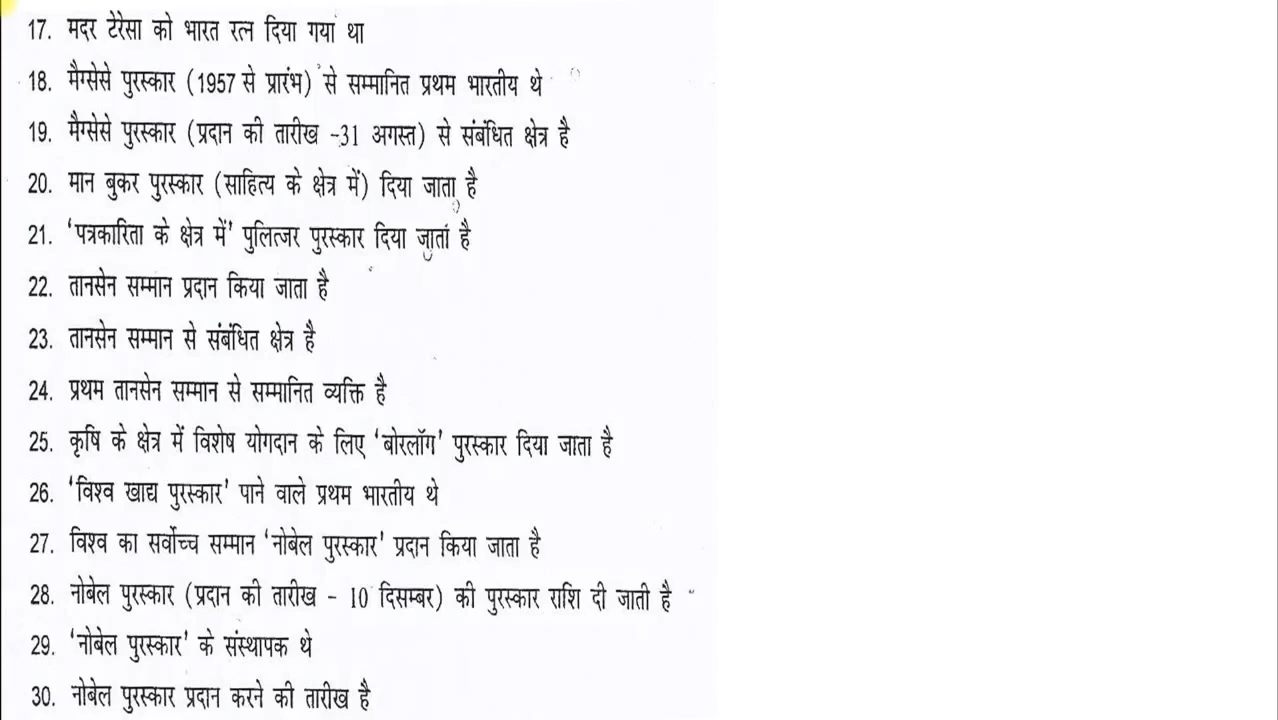 17. मदर टेरेसा को भारत रत्न दिया गया था
18. मैग्सेसे पुरस्कार (1957 से प्रारंभ) से सम्मानित प्रथम भारतीय थे
19. मैग्सेसे पुरस्कार (प्रदान की तारीख -31 अगस्त) से संबंधित क्षेत्र है
20. मान बुकर पुरस्कार (साहित्य के क्षेत्र में) दिया जाता है
21. ‘पत्रकारिता के क्षेत्र में’ पुलित्जर पुरस्कार दिया जाता है
22. तानसेन सम्मान प्रदान किया जाता है
23. तानसेन सम्मान से संबंधित क्षेत्र है
24. प्रथम तानसेन सम्मान से सम्मानित व्यक्ति है
25. कृषि के क्षेत्र में विशेष योगदान के लिए ‘बोरलॉग’ पुरस्कार दिया जाता है
26. ‘विश्व खाद्य पुरस्कार’ पाने वाले प्रथम भारतीय थे
27. विश्व का सर्वोच्च सम्मान ‘नोबेल पुरस्कार’ प्रदान किया जाता है
28. नोबेल पुरस्कार (प्रदान की तारीख - 10 दिसम्बर) की पुरस्कार राशि दी जाती है
29. ‘नोबेल पुरस्कार’ के संस्थापक थे
30. नोबेल पुरस्कार प्रदान करने की तारीख है